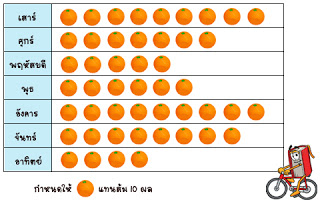 เสาร์
ศุกร์
พฤหัสบดี
พุธ
อังคาร
จันทร์
อาทิตย์
กำหนดให้ แทนส้ม 10 ผล